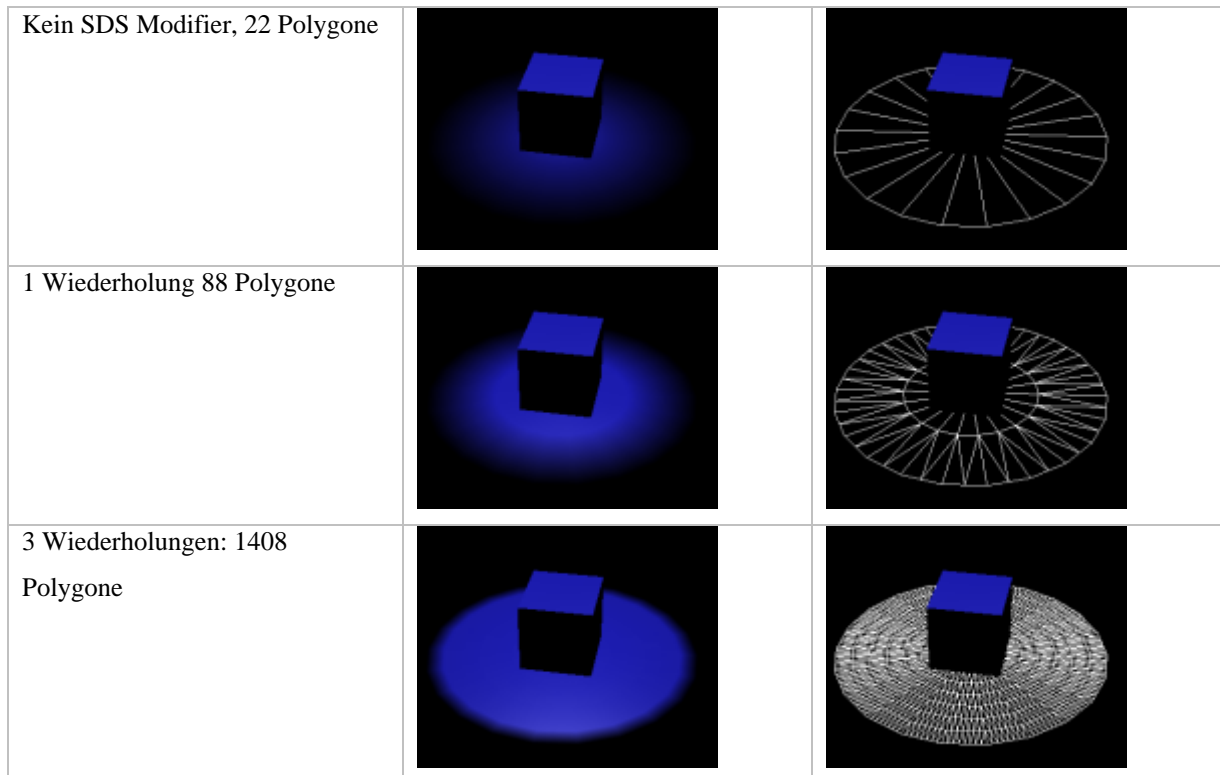 Kein SDS Modifier, 22 Polygone
1 Wiederholung 88 Polygone
3 Wiederholungen: 1408
Polygone